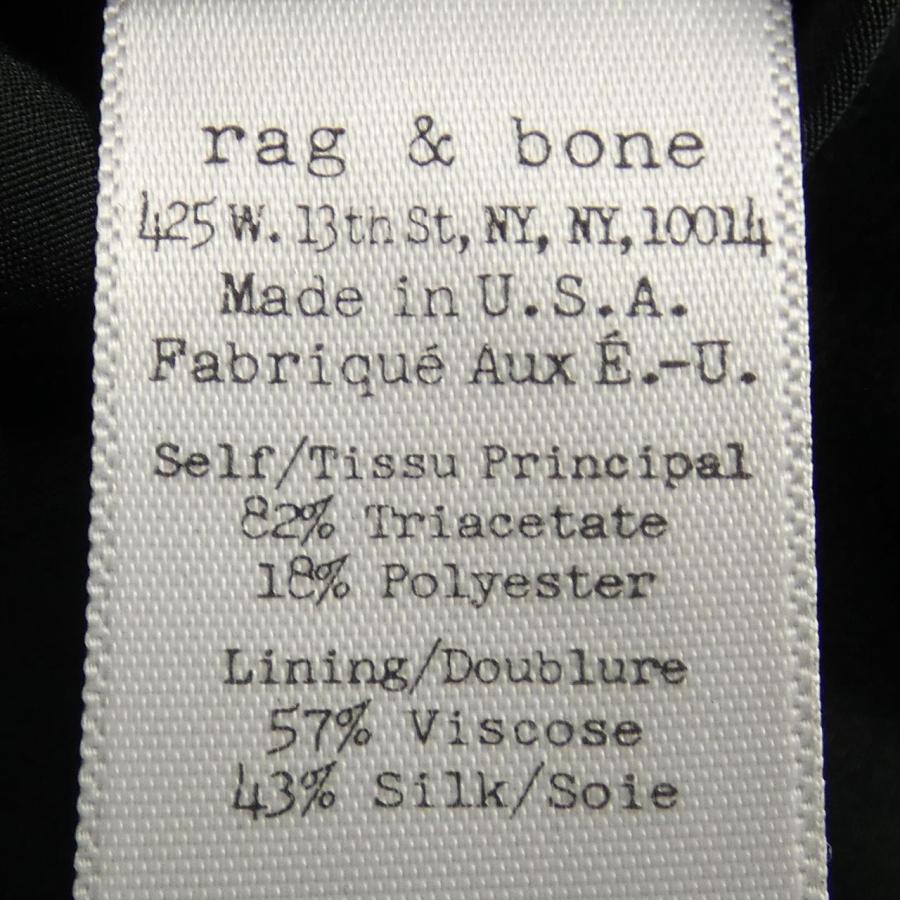 rag & bone
425 W. 13th St, NY, NY, 10014
Made in U.S.A.
Fabriqué Aux É.-U.
Self/Tissu Principal
82% Triacetate
18% Polyester
Lining/Doublure
57% Viscose
43% Silk/Soie